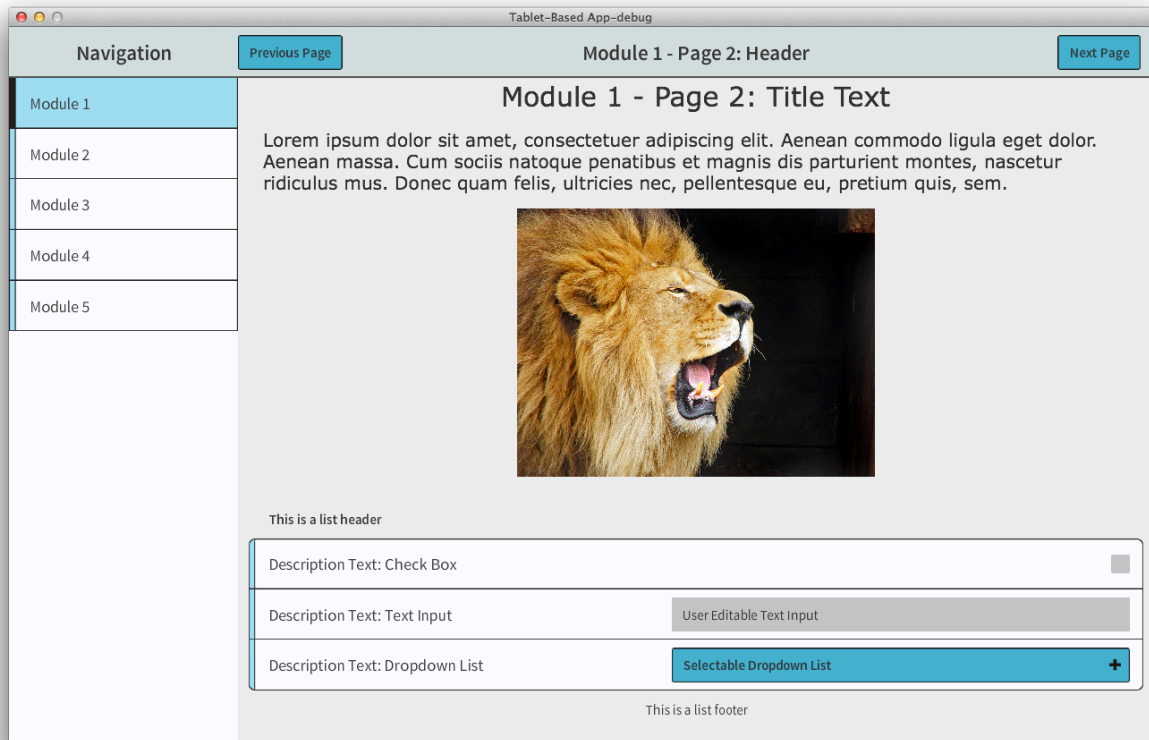 Tablet-Based App-debug
Navigation
Previous Page
Module 1 - Page 2: Header
Next Page
Module 1
Module 2
Module 3
Module 4
Module 5
Module 1 - Page 2: Title Text
Lorem ipsum dolor sit amet, consectetuer adipiscing elit. Aenean commodo ligula eget dolor.
Aenean massa. Cum sociis natoque penatibus et magnis dis parturient montes, nascetur
ridiculus mus. Donec quam felis, ultricies nec, pellentesque eu, pretium quis, sem.
This is a list header
Description Text: Check Box
Description Text: Text Input
User Editable Text Input
Description Text: Dropdown List
Selectable Dropdown List
This is a list footer